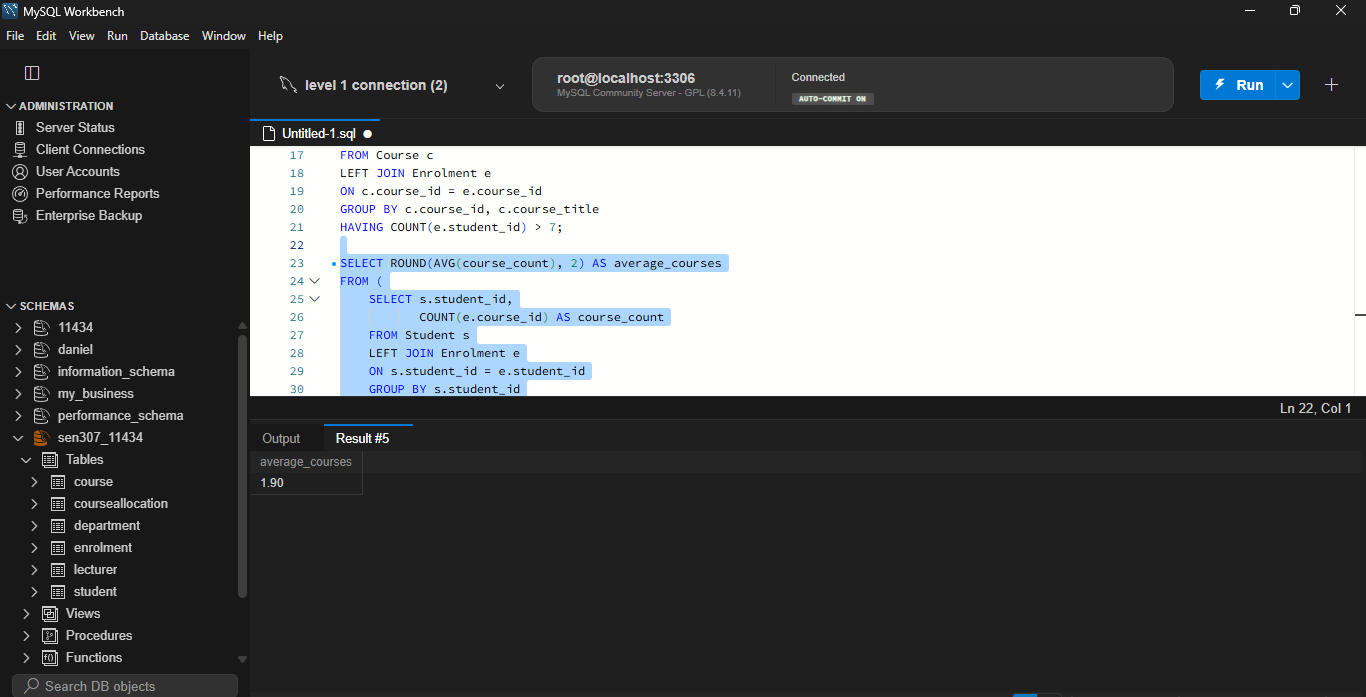 MySQL Workbench
File Edit View Run Database Window Help
ADMINISTRATION
Server Status
Client Connections
User Accounts
Performance Reports
Enterprise Backup
SCHEMAS
11434
daniel
information_schema
my_business
performance_schema
sen307_11434
Tables
course
courseallocation
department
enrolment
lecturer
student
Views
Procedures
Functions
Search DB objects
level 1 connection (2)
root@localhost:3306
MySQL Community Server - GPL (8.4.11)
Connected
AUTO-COMMIT ON
Run
Untitled-1.sql
17 FROM Course c
18 LEFT JOIN Enrolment e
19 ON c.course_id = e.course_id
20 GROUP BY c.course_id, c.course_title
21 HAVING COUNT(e.student_id) > 7;
22
23 SELECT ROUND(AVG(course_count), 2) AS average_courses
24 FROM (
25 SELECT s.student_id,
26 COUNT(e.course_id) AS course_count
27 FROM Student s
28 LEFT JOIN Enrolment e
29 ON s.student_id = e.student_id
30 GROUP BY s.student_id
Ln 22, Col 1
Output Result #5
average_courses
1.90